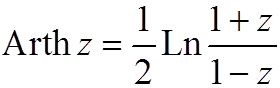 Arth z = 1/2 Ln (1 + z)/(1 − z)